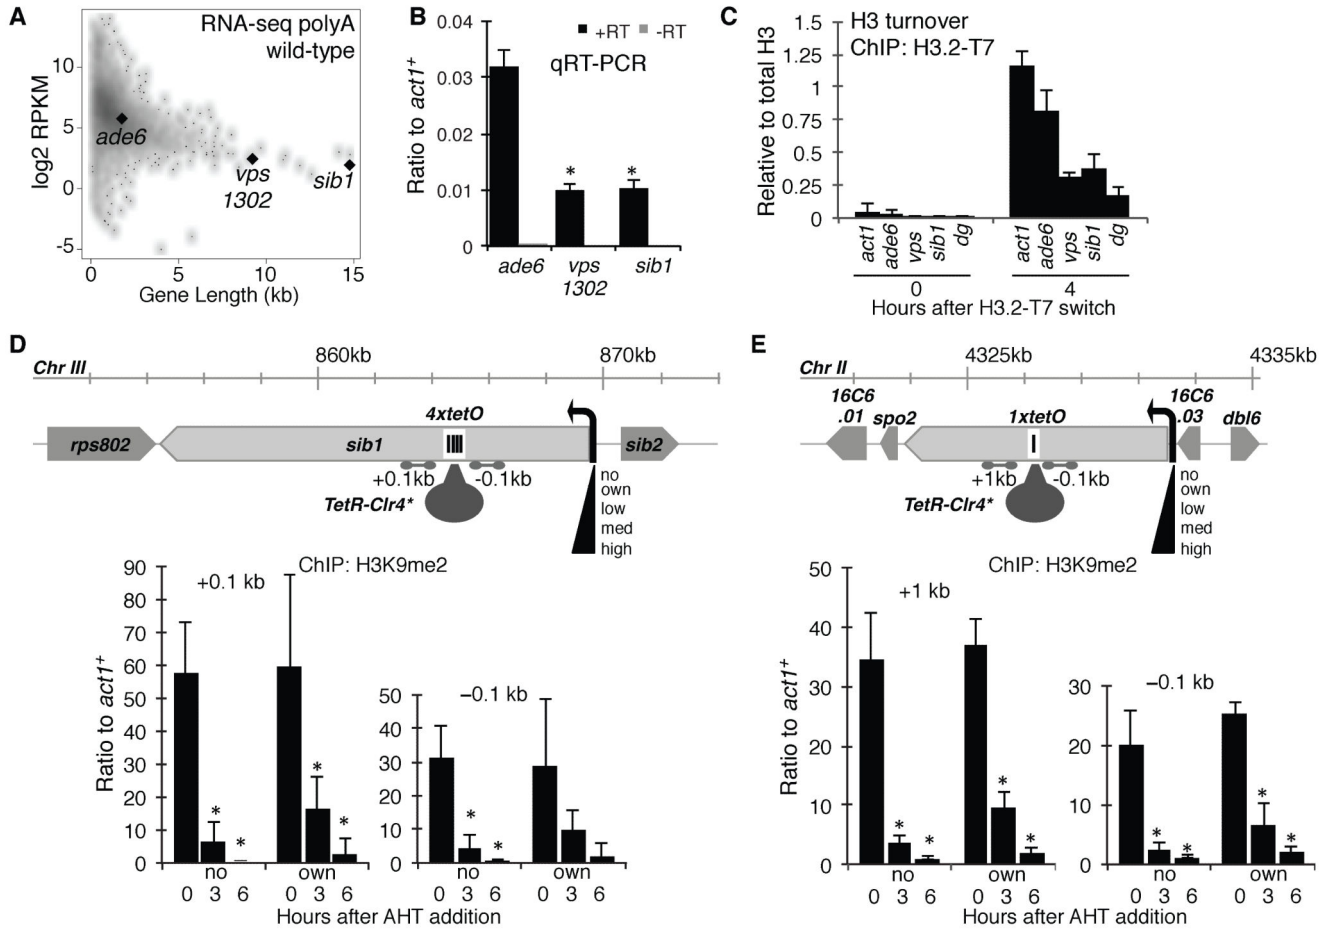 A
RNA-seq polyA
wild-type
log2 RPKM
10
5
0
-5
ade6
vps
1302
sib1
0 5 10 15
Gene Length (kb)
B
0.04
0.03
0.02
0.01
0
Ratio to act1+
+RT -RT
qRT-PCR
* *
ade6 vps sib1
1302
C
H3 turnover
ChIP: H3.2-T7
Relative to total H3
1.5
1.25
1
0.75
0.5
0.25
0
act1 ade6 vps sib1 dg act1 ade6 vps sib1 dg
0 4
Hours after H3.2-T7 switch
D
860kb 870kb
Chr III
4xtetO
rps802 sib1 sib2
+0.1kb -0.1kb
TetR-Clr4*
no
own
low
med
high
ChIP: H3K9me2
+0.1 kb
Ratio to act1+
90
80
70
60
50
40
30
20
10
0
* * * *
no own
0 3 6 0 3 6
−0.1 kb
50
40
30
20
10
0
* *
no own
0 3 6 0 3 6
Hours after AHT addition
E
4325kb 4335kb
Chr II
16C6 16C6
.01 spo2 1xtetO .03 dbl6
+1kb -0.1kb
TetR-Clr4*
no
own
low
med
high
ChIP: H3K9me2
+1 kb
Ratio to act1+
50
40
30
20
10
0
* * * *
no own
0 3 6 0 3 6
−0.1 kb
30
20
10
0
* * * *
no own
0 3 6 0 3 6
Hours after AHT addition